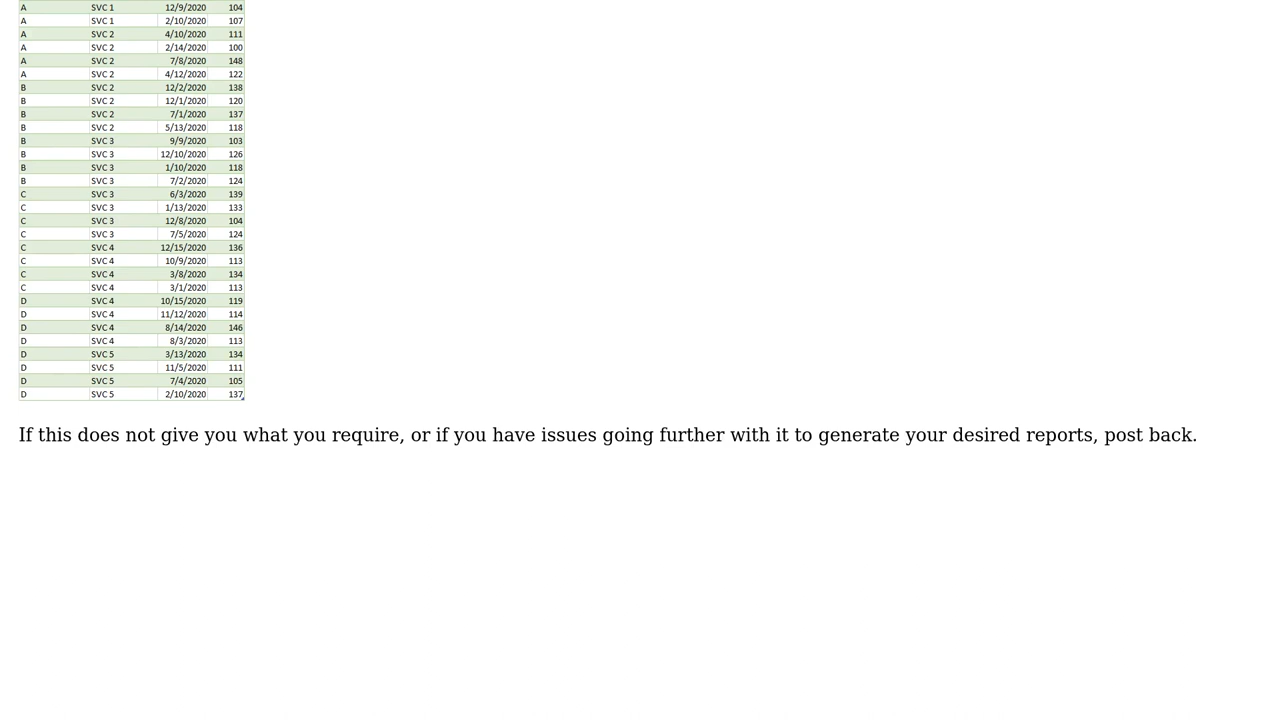 A SVC 1 12/9/2020 104
A SVC 1 2/10/2020 107
A SVC 2 4/10/2020 111
A SVC 2 2/14/2020 100
A SVC 2 7/8/2020 148
A SVC 2 4/12/2020 122
B SVC 2 12/2/2020 138
B SVC 2 12/1/2020 120
B SVC 2 7/1/2020 137
B SVC 2 5/13/2020 118
B SVC 3 9/9/2020 103
B SVC 3 12/10/2020 126
B SVC 3 1/10/2020 118
B SVC 3 7/2/2020 124
C SVC 3 6/3/2020 139
C SVC 3 1/13/2020 133
C SVC 3 12/8/2020 104
C SVC 3 7/5/2020 124
C SVC 4 12/15/2020 136
C SVC 4 10/9/2020 113
C SVC 4 3/8/2020 134
C SVC 4 3/1/2020 113
D SVC 4 10/15/2020 119
D SVC 4 11/12/2020 114
D SVC 4 8/14/2020 146
D SVC 4 8/3/2020 113
D SVC 5 3/13/2020 134
D SVC 5 11/5/2020 111
D SVC 5 7/4/2020 105
D SVC 5 2/10/2020 137
If this does not give you what you require, or if you have issues going further with it to generate your desired reports, post back.